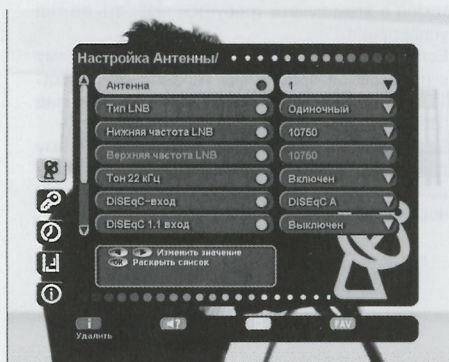 Настройка Антенны/
Антенна 1
Тип LNB Одиночный
Нижняя частота LNB 10750
Верхняя частота LNB 10750
Тон 22 кГц Включен
DiSEqC-вход DiSEqC A
DiSEqC 1.1 вход Выключен
Изменить значение
OK Раскрыть список
i ? FAV
Удалить